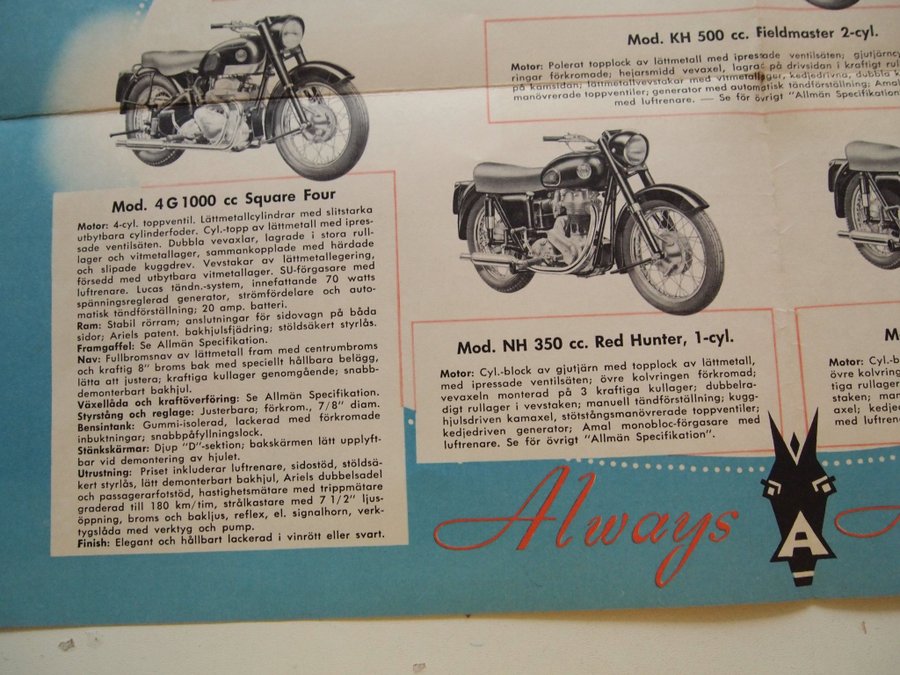 Mod. KH 500 cc. Fieldmaster 2-cyl.
Motor: Polerat topplock av lättmetall med ipressade ventilsäten; gjutjärncy
ringar förkromade; hejarsmidd vevaxel, lagrad på drivsidan i kraftigt rul
på kamsidan; lättmetallvevstakar med vitmetallager, kedjedrivna, dubbla k
manövrerade toppventiler; generator med automatisk tändförställning; Amal
med luftrenare. — Se för övrigt "Allmän Specifikation
Mod. 4 G 1000 cc Square Four
Motor: 4-cyl. toppventil. Lättmetallcylindrar med slitstarka
utbytbara cylinderfoder. Cyl.-topp av lättmetall med ipres-
sade ventilsäten. Dubbla vevaxlar, lagrade i stora rull-
lager och vitmetallager, sammankopplade med härdade
och slipade kuggdrev. Vevstakar av lättmetallegering,
försedd med utbytbara vitmetallager. SU-förgasare med
luftrenare. Lucas tändn.-system, innefattande 70 watts
spänningsreglerad generator, strömfördelare och auto-
matisk tändförställning; 20 amp. batteri.
Ram: Stabil rörram; anslutningar för sidovagn på båda
sidor; Ariels patent. bakhjulsfjädring; stöldsäkert styrlås.
Framgaffel: Se Allmän Specifikation.
Nav: Fullbromsnav av lättmetall fram med centrumbroms
och kraftig 8" broms bak med speciellt hållbara belägg,
lätta att justera; kraftiga kullager genomgående; snabb-
demonterbart bakhjul.
Växellåda och kraftöverföring: Se Allmän Specifikation.
Styrstång och reglage: Justerbara; förkrom., 7/8" diam.
Bensintank: Gummi-isolerad, lackerad med förkromade
inbuktningar; snabbpåfyllningslock.
Stänkskärmar: Djup "D"-sektion; bakskärmen lätt upplyft-
bar vid demontering av hjulet.
Utrustning: Priset inkluderar luftrenare, sidostöd, stöldsä-
kert styrlås, lätt demonterbart bakhjul, Ariels dubbelsadel
och passagerarfotstöd, hastighetsmätare med trippmätare
graderad till 180 km/tim, strålkastare med 7 1/2" ljus-
öppning, broms och bakljus, reflex, el. signalhorn, verk-
tygslåda med verktyg och pump.
Finish: Elegant och hållbart lackerad i vinrött eller svart.
Mod. NH 350 cc. Red Hunter, 1-cyl.
Motor: Cyl.-block av gjutjärn med topplock av lättmetall,
med ipressade ventilsäten; övre kolvringen förkromad;
vevaxeln monterad på 3 kraftiga kullager; dubbelra-
digt rullager i vevstaken; manuell tändförställning; kugg-
hjulsdriven kamaxel, stötstångsmanövrerade toppventiler;
kedjedriven generator; Amal monobloc-förgasare med
luftrenare. Se för övrigt "Allmän Specifikation".
M
Motor: Cyl.-b
övre kolvring
tiga rullager
staken; man
axel; kedje
med luftren
Always
A